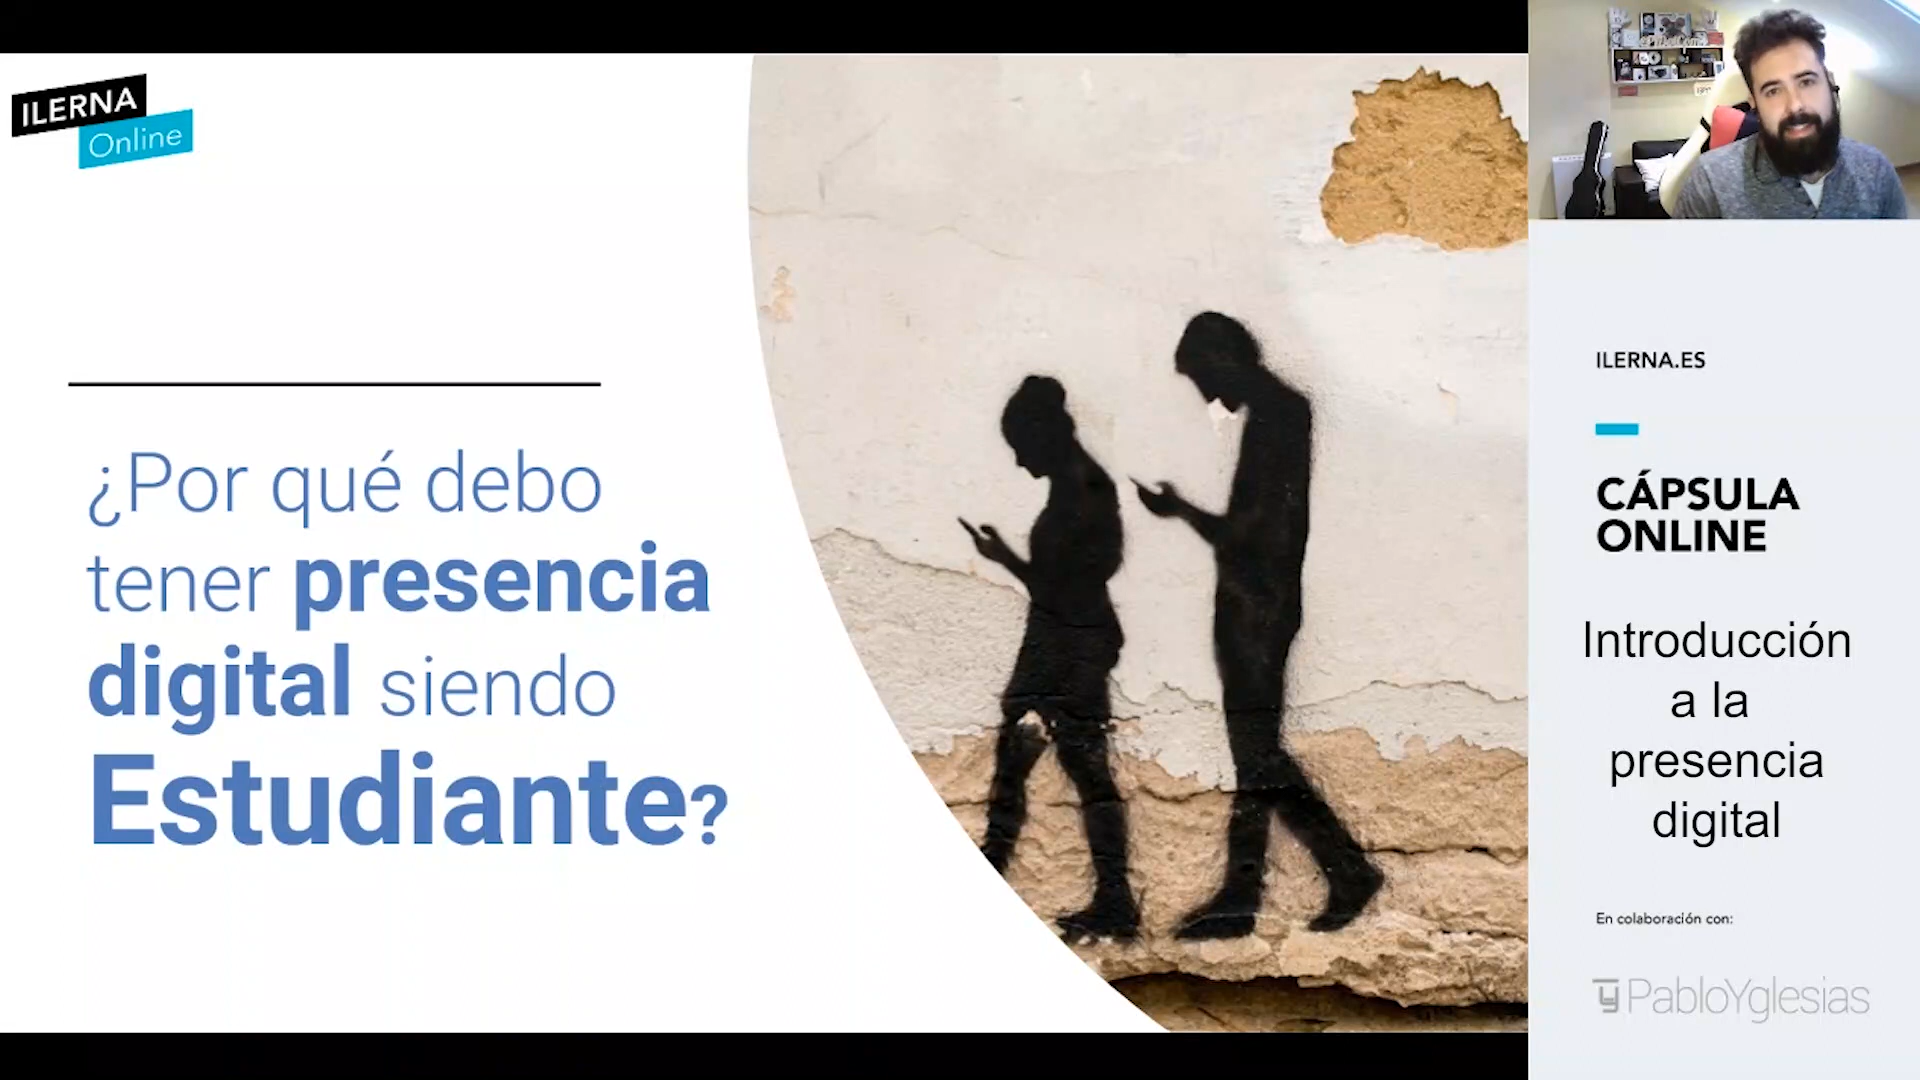 ILERNA
Online
¿Por qué debo
tener presencia
digital siendo
Estudiante?
ILERNA.ES
CÁPSULA
ONLINE
Introducción
a la
presencia
digital
En colaboración con:
PabloYglesias